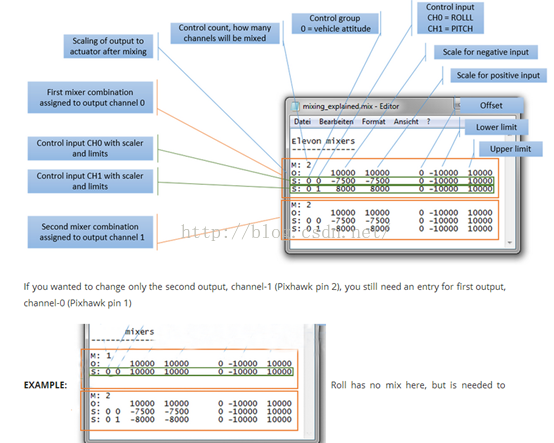 Control input
CH0 = ROLLL
CH1 = PITCH
Control group
0 = vehicle attitude
Control count, how many
channels will be mixed
Scaling of output to
actuator after mixing
Scale for negative input
Scale for positive input
First mixer combination
assigned to output channel 0
Offset
Lower limit
Upper limit
Control input CH0 with scaler
and limits
Control input CH1 with scaler
and limits
Second mixer combination
assigned to output channel 1
mixing_explained.mix - Editor
Datei Bearbeiten Format Ansicht ?
Elevon mixers
----------------
M: 2
O: 10000 10000 0 -10000 10000
S: 0 0 -7500 -7500 0 -10000 10000
S: 0 1 8000 8000 0 -10000 10000
M: 2
O: 10000 10000 0 -10000 10000
S: 0 0 -7500 -7500 0 -10000 10000
S: 0 1 -8000 -8000 0 -10000 10000
http://blog.csdn.net/
If you wanted to change only the second output, channel-1 (Pixhawk pin 2), you still need an entry for first output,
channel-0 (Pixhawk pin 1)
mixers
M: 1
O: 10000 10000 0 -10000 10000
S: 0 0 10000 10000 0 -10000 10000
EXAMPLE: Roll has no mix here, but is needed to
M: 2
O: 10000 10000 0 -10000 10000
S: 0 0 -7500 -7500 0 -10000 10000
S: 0 1 -8000 -8000 0 -10000 10000